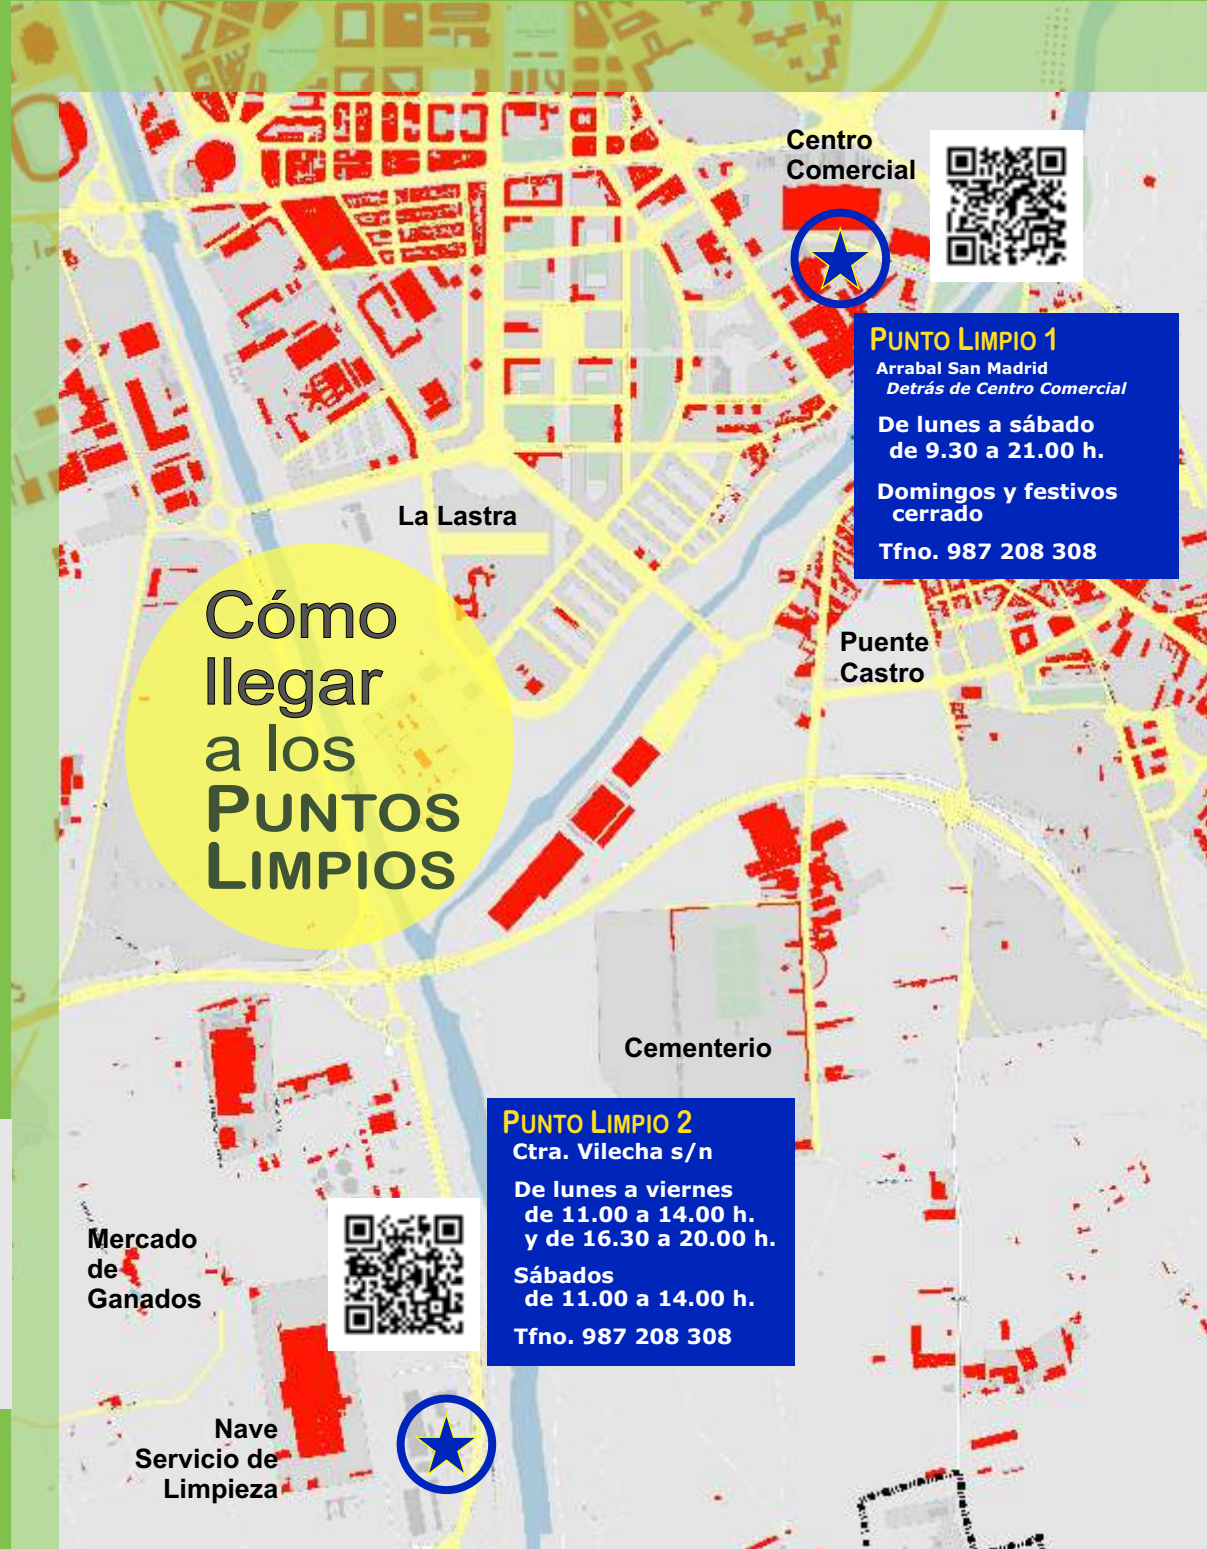 Centro
Comercial
PUNTO LIMPIO 1
Arrabal San Madrid
Detrás de Centro Comercial
De lunes a sábado
de 9.30 a 21.00 h.
Domingos y festivos
cerrado
Tfno. 987 208 308
La Lastra
Cómo
llegar
a los
PUNTOS
LIMPIOS
Puente
Castro
Cementerio
PUNTO LIMPIO 2
Ctra. Vilecha s/n
De lunes a viernes
de 11.00 a 14.00 h.
y de 16.30 a 20.00 h.
Sábados
de 11.00 a 14.00 h.
Tfno. 987 208 308
Mercado
de
Ganados
Nave
Servicio de
Limpieza